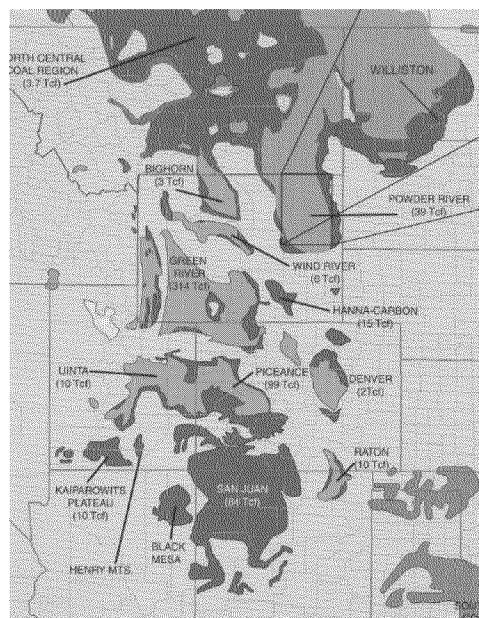 ORTH CENTRAL
COAL REGION
(3.7 Tcf)
WILLISTON
BIGHORN
(3 Tcf)
POWDER RIVER
(39 Tcf)
WIND RIVER
(6 Tcf)
GREEN
RIVER
(314 Tcf)
HANNA-CARBON
(15 Tcf)
UINTA
(10 Tcf)
PICEANCE
(99 Tcf)
DENVER
(2Tcf)
RATON
(10 Tcf)
KAIPAROWITS
PLATEAU
(10 Tcf)
SAN JUAN
(84 Tcf)
BLACK
MESA
HENRY MTS.